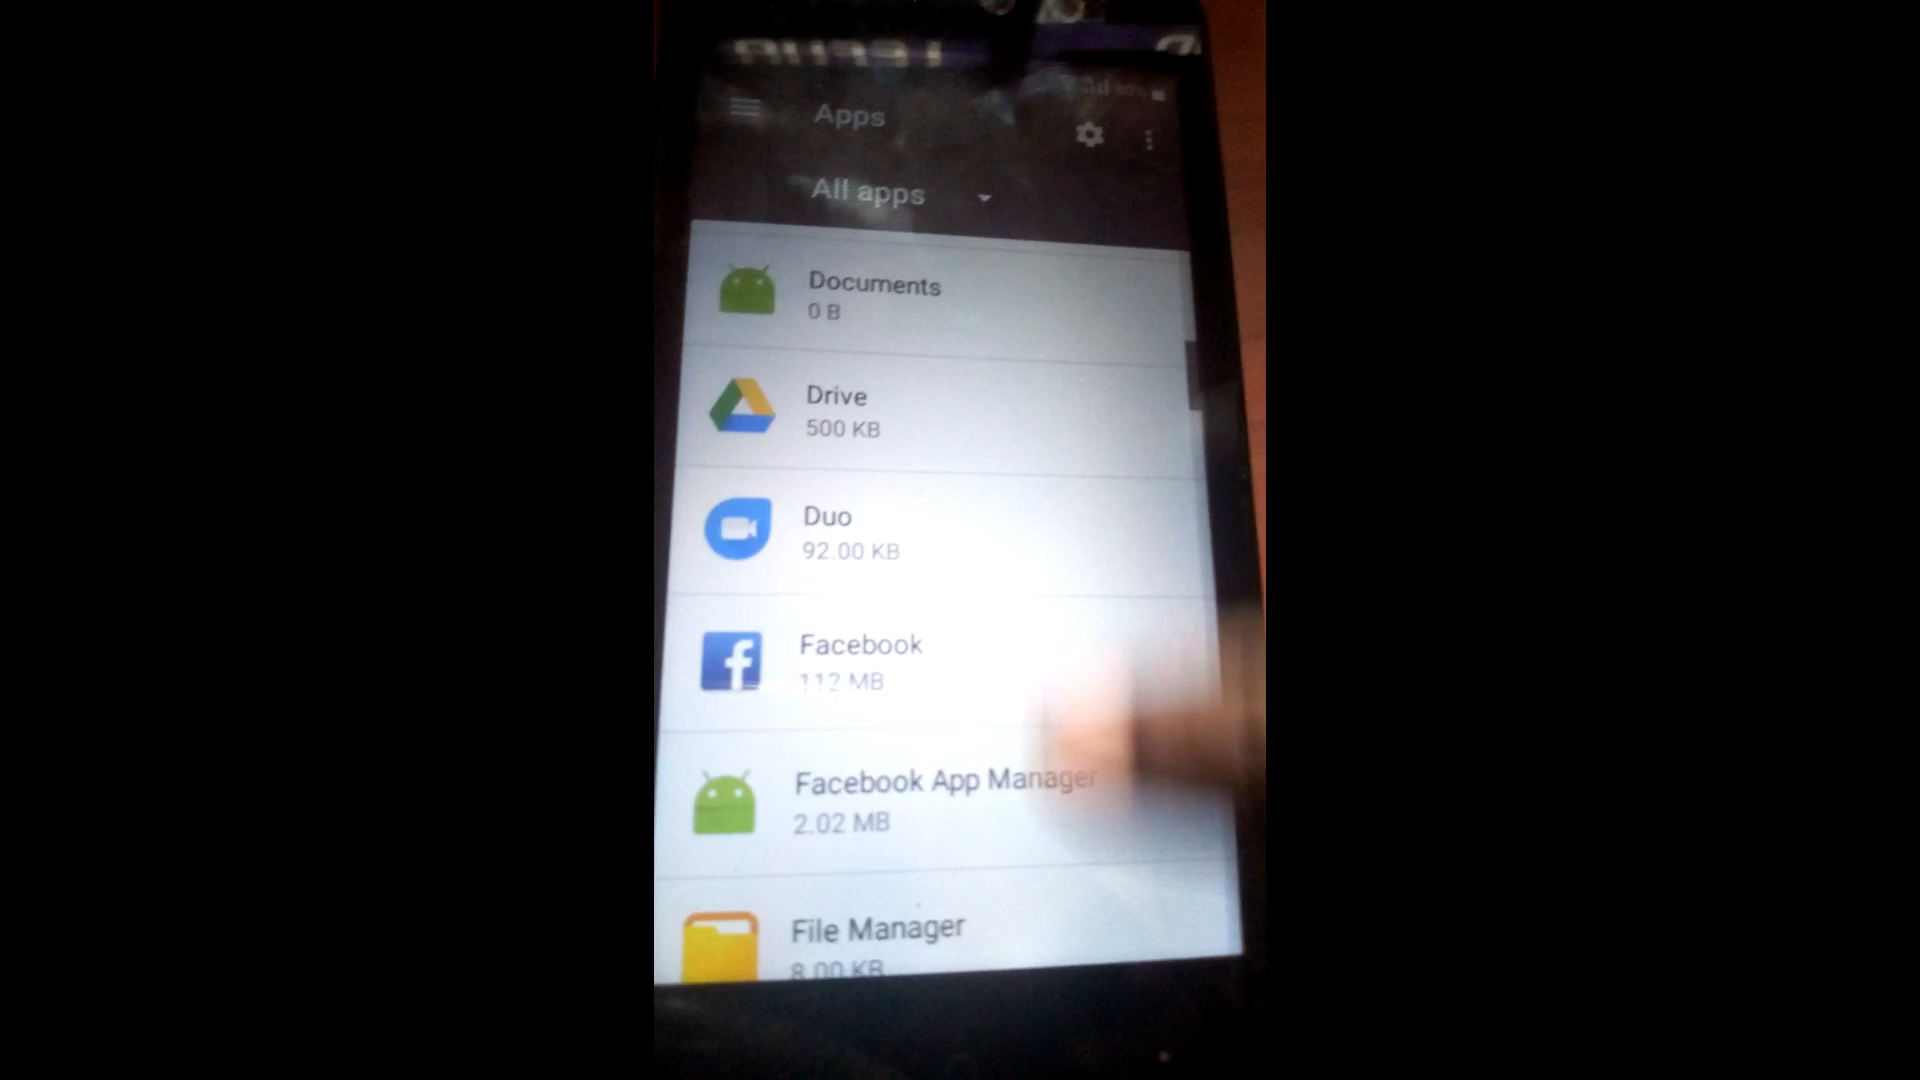 Apps
All apps
Documents
0 B
Drive
500 KB
Duo
92.00 KB
Facebook
112 MB
Facebook App Manager
2.02 MB
File Manager
8.00 KB